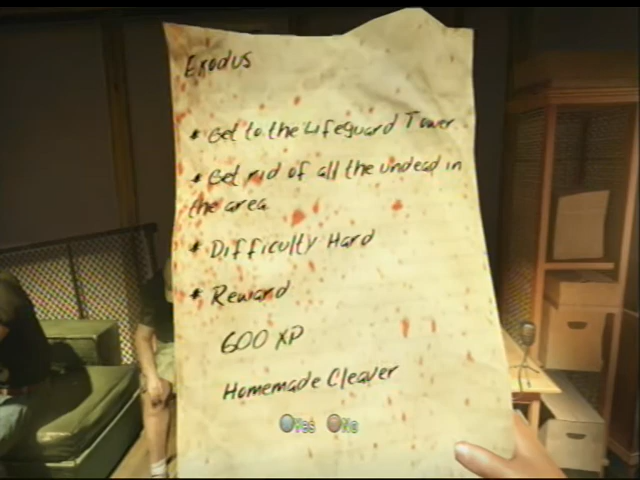 Exodus
* Get to the Lifeguard Tower
* Get rid of all the undead in
the area
* Difficulty Hard
* Reward
600 XP
Homemade Cleaver
Yes No